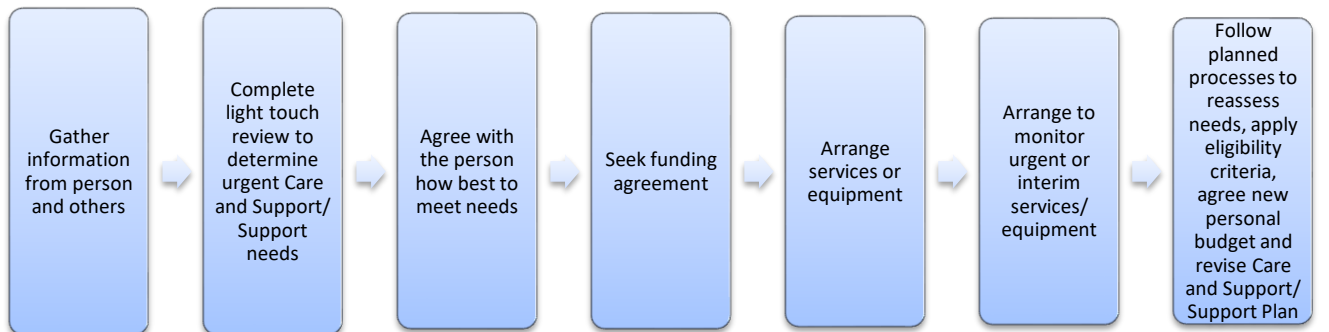 Gather
information
from person
and others
Complete
light touch
review to
determine
urgent Care
and Support/
Support
needs
Agree with
the person
how best to
meet needs
Seek funding
agreement
Arrange
services or
equipment
Arrange to
monitor
urgent or
interim
services/
equipment
Follow
planned
processes to
reassess
needs, apply
eligibility
criteria,
agree new
personal
budget and
revise Care
and Support/
Support Plan